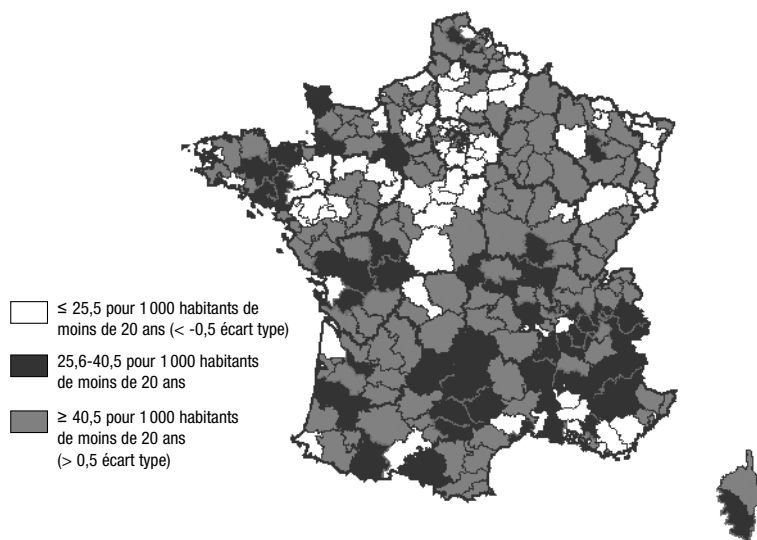 ≤ 25,5 pour 1 000 habitants de
moins de 20 ans (< -0,5 écart type)
25,6-40,5 pour 1 000 habitants
de moins de 20 ans
≥ 40,5 pour 1 000 habitants
de moins de 20 ans
(> 0,5 écart type)